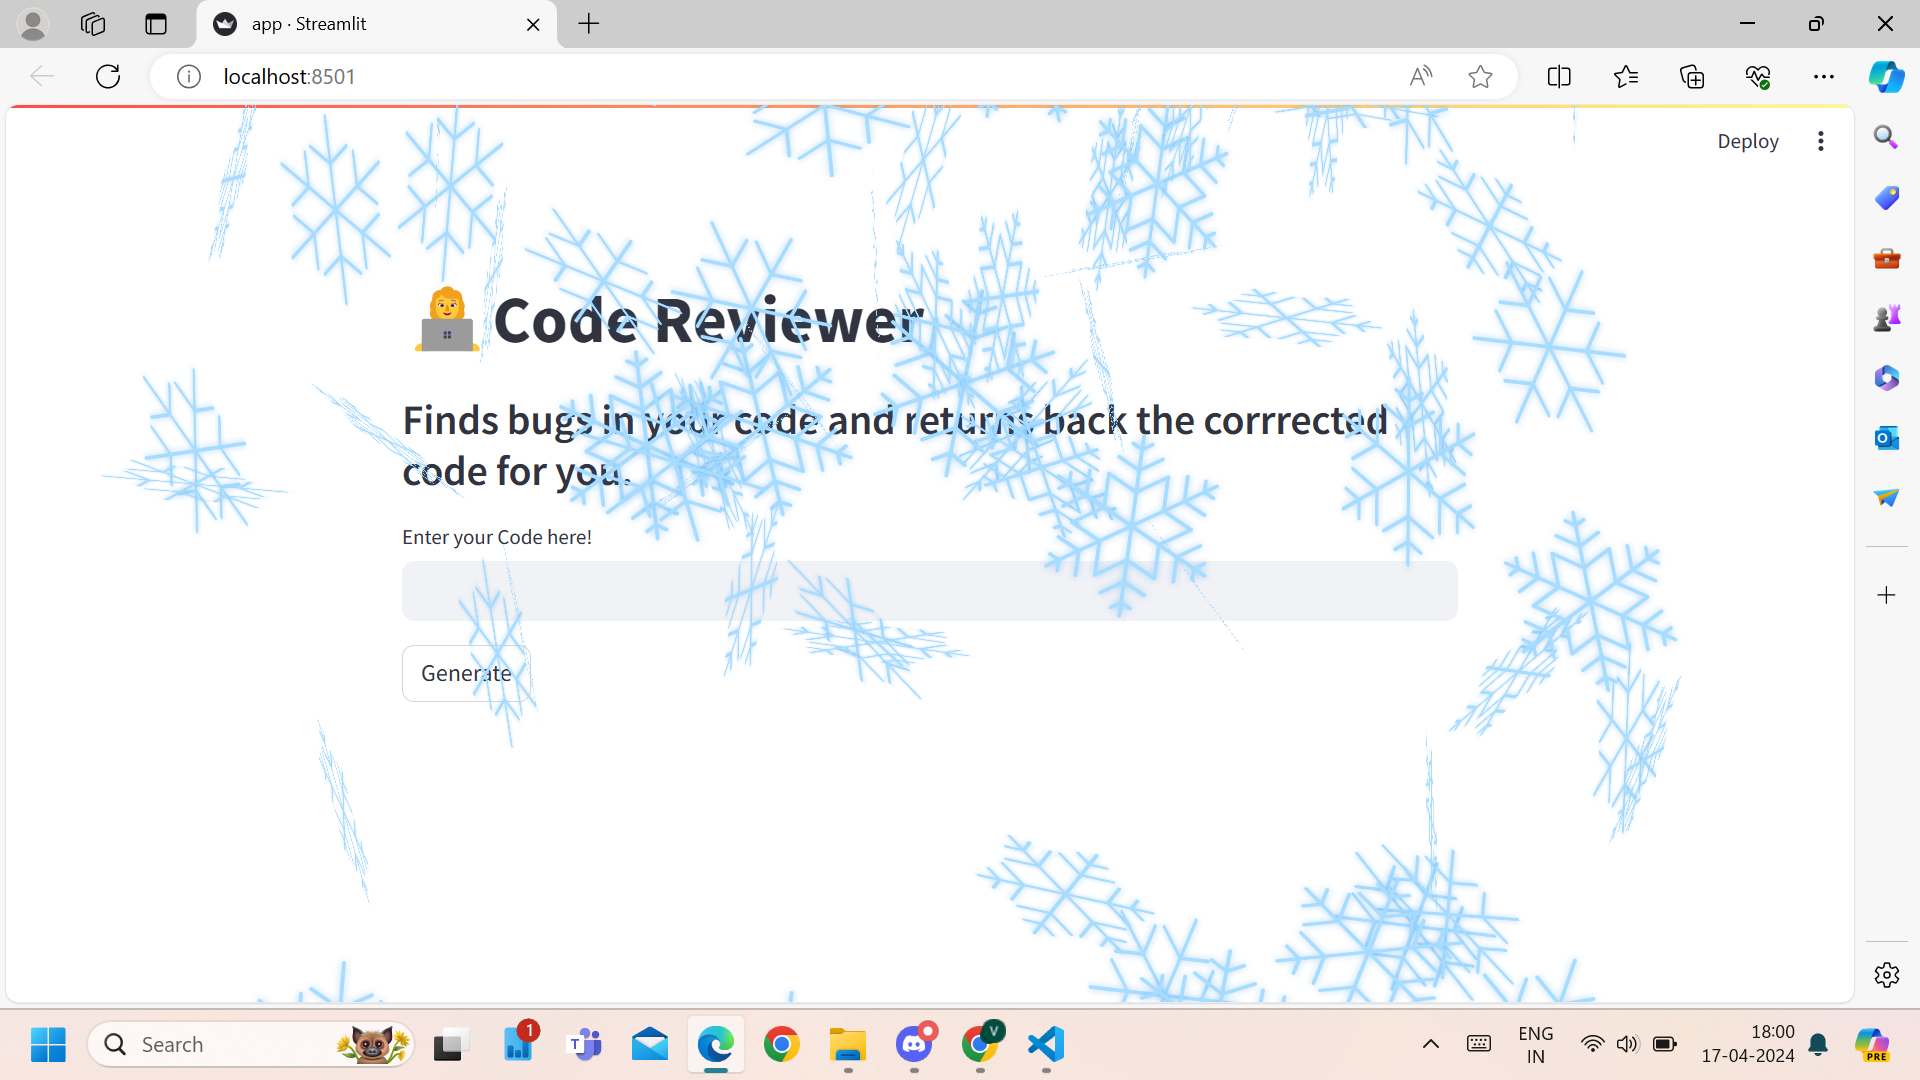 app · Streamlit
localhost:8501
Deploy
Code Reviewer
Finds bugs in your code and returns back the corrrected
code for you.
Enter your Code here!
Generate
Search
1
T
V
ENG
IN
18:00
17-04-2024
PRE